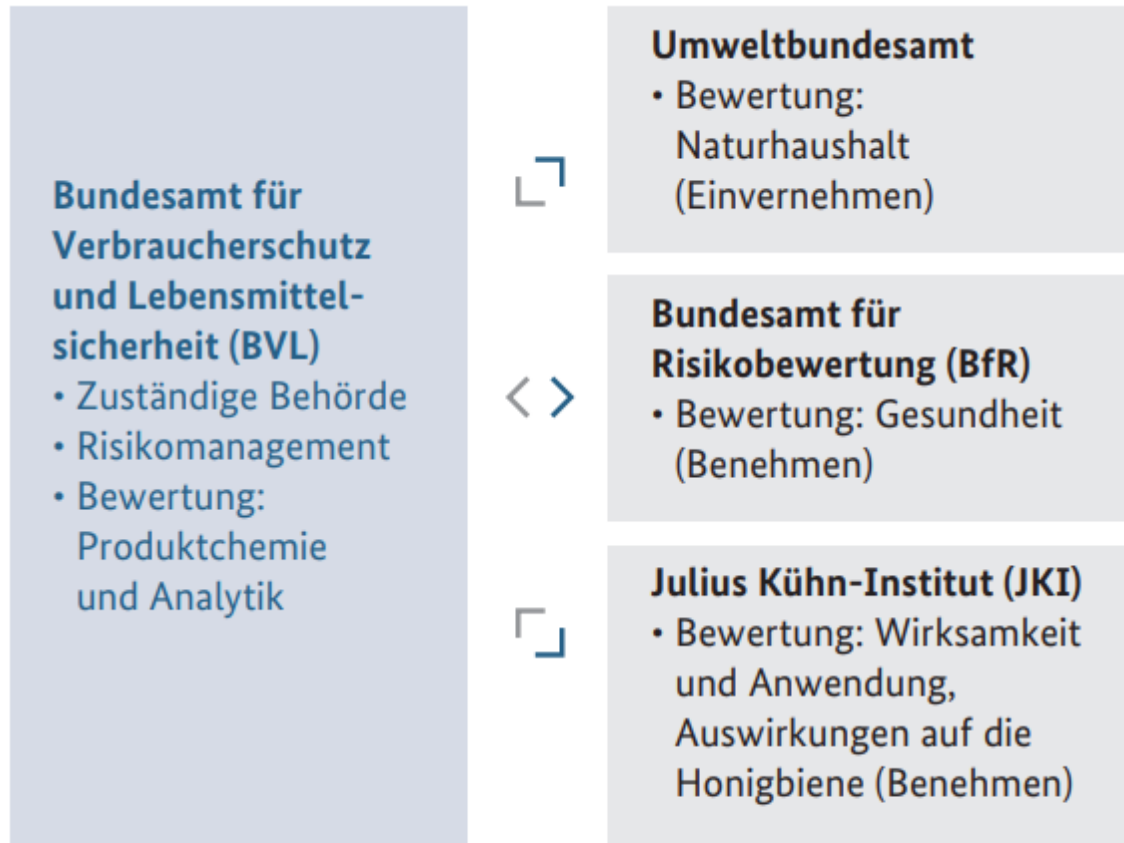 Bundesamt für
Verbraucherschutz
und Lebensmittel-
sicherheit (BVL)
• Zuständige Behörde
• Risikomanagement
• Bewertung:
Produktchemie
und Analytik
Umweltbundesamt
• Bewertung:
Naturhaushalt
(Einvernehmen)
Bundesamt für
Risikobewertung (BfR)
• Bewertung: Gesundheit
(Benehmen)
Julius Kühn-Institut (JKI)
• Bewertung: Wirksamkeit
und Anwendung,
Auswirkungen auf die
Honigbiene (Benehmen)